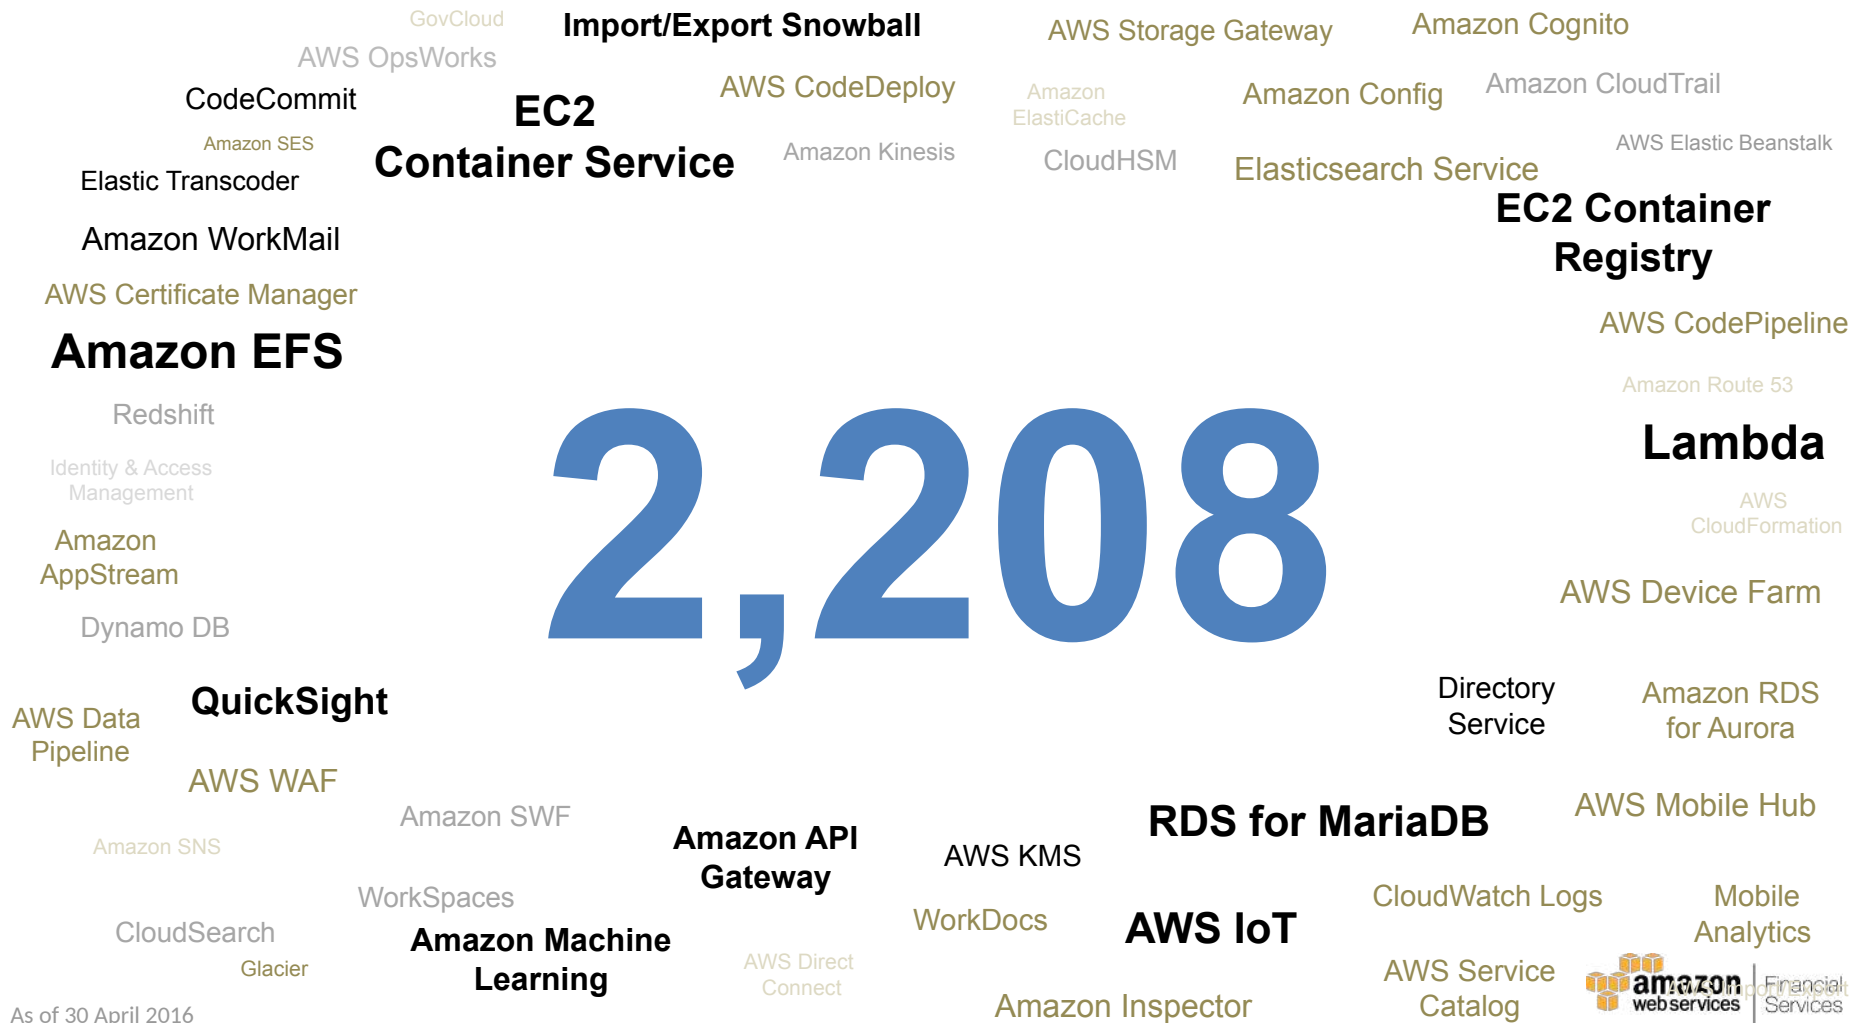 GovCloud
Import/Export Snowball
AWS Storage Gateway
Amazon Cognito
AWS OpsWorks
CodeCommit
EC2
Container Service
AWS CodeDeploy
Amazon
ElastiCache
Amazon Config
Amazon CloudTrail
Amazon SES
Amazon Kinesis
CloudHSM
Elasticsearch Service
AWS Elastic Beanstalk
Elastic Transcoder
EC2 Container
Registry
Amazon WorkMail
AWS Certificate Manager
AWS CodePipeline
Amazon EFS
Amazon Route 53
Redshift
2,208
Lambda
Identity & Access
Management
AWS
CloudFormation
Amazon
AppStream
AWS Device Farm
Dynamo DB
QuickSight
Directory
Service
Amazon RDS
for Aurora
AWS Data
Pipeline
AWS WAF
Amazon SWF
Amazon API
Gateway
AWS KMS
RDS for MariaDB
AWS Mobile Hub
Amazon SNS
WorkSpaces
CloudWatch Logs
Mobile
Analytics
CloudSearch
Amazon Machine
Learning
WorkDocs
AWS IoT
Glacier
AWS Direct
Connect
AWS Service
Catalog
Amazon Inspector
amazon
webservices
Financial
Services
AWS Import/Export
As of 30 April 2016